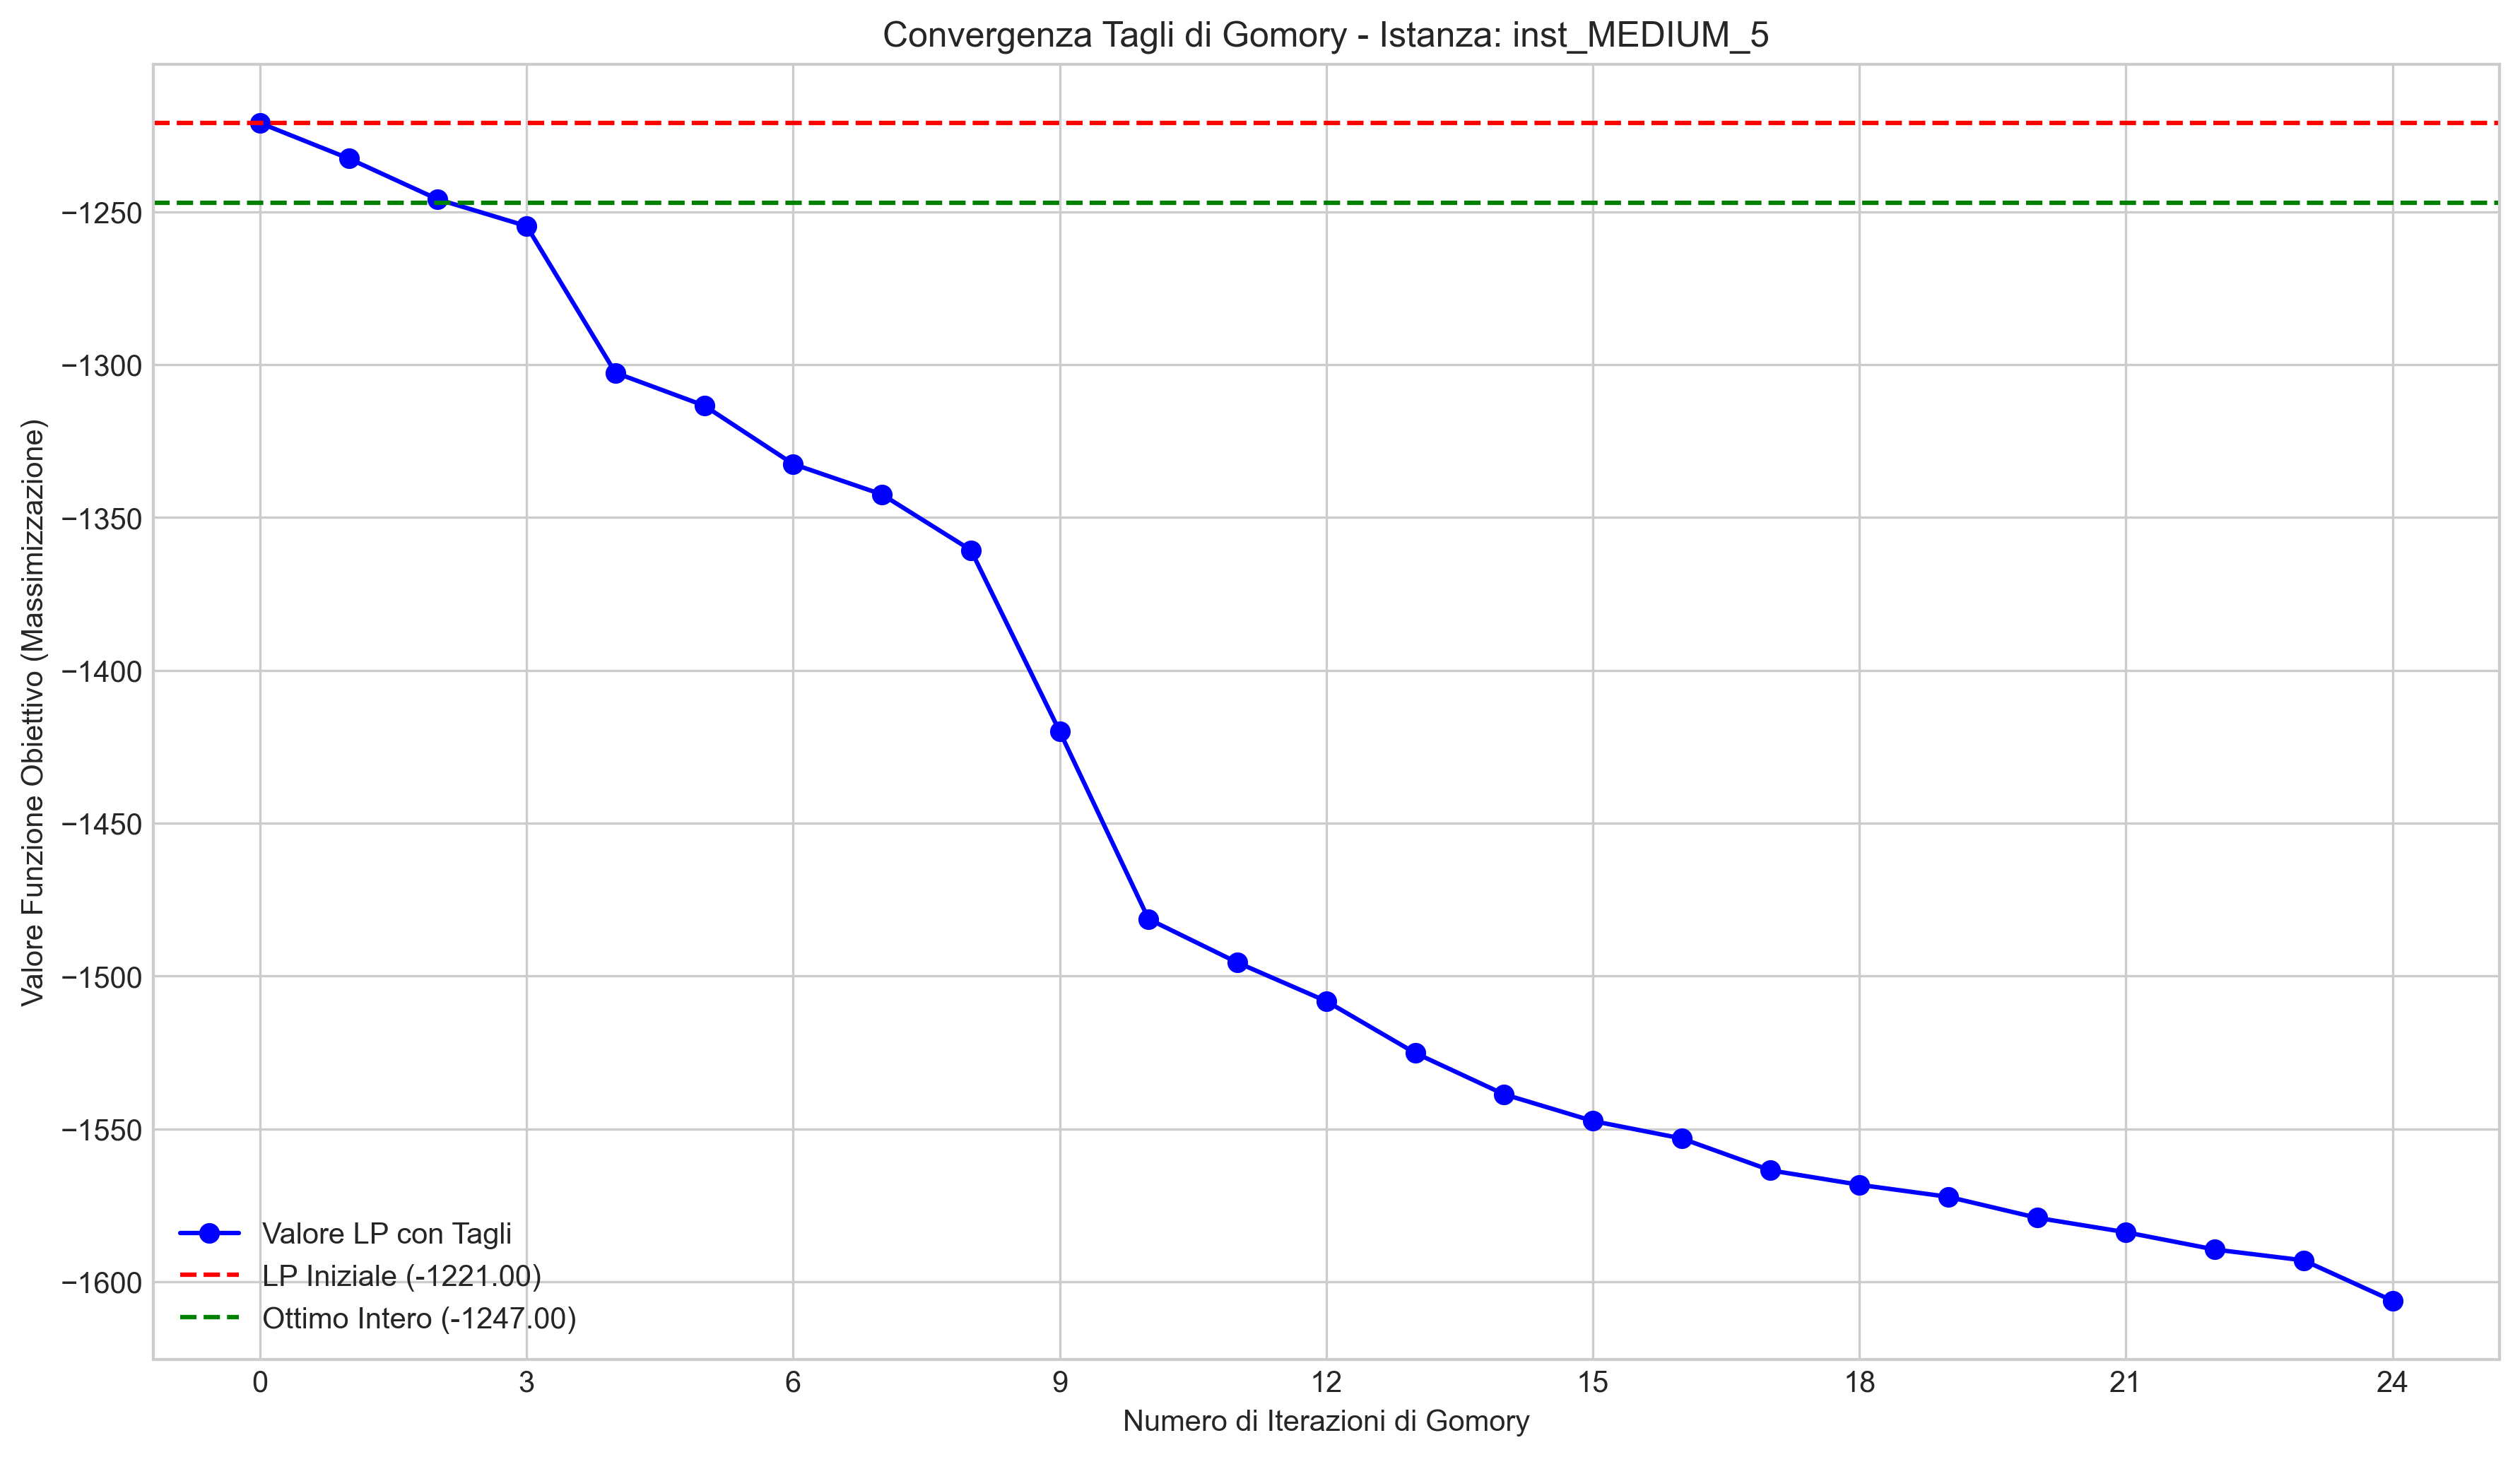 Convergenza Tagli di Gomory - Istanza: inst_MEDIUM_5
Valore Funzione Obiettivo (Massimizzazione)
−1250
−1300
−1350
−1400
−1450
−1500
−1550
−1600
Valore LP con Tagli
LP Iniziale (-1221.00)
Ottimo Intero (-1247.00)
0 3 6 9 12 15 18 21 24
Numero di Iterazioni di Gomory